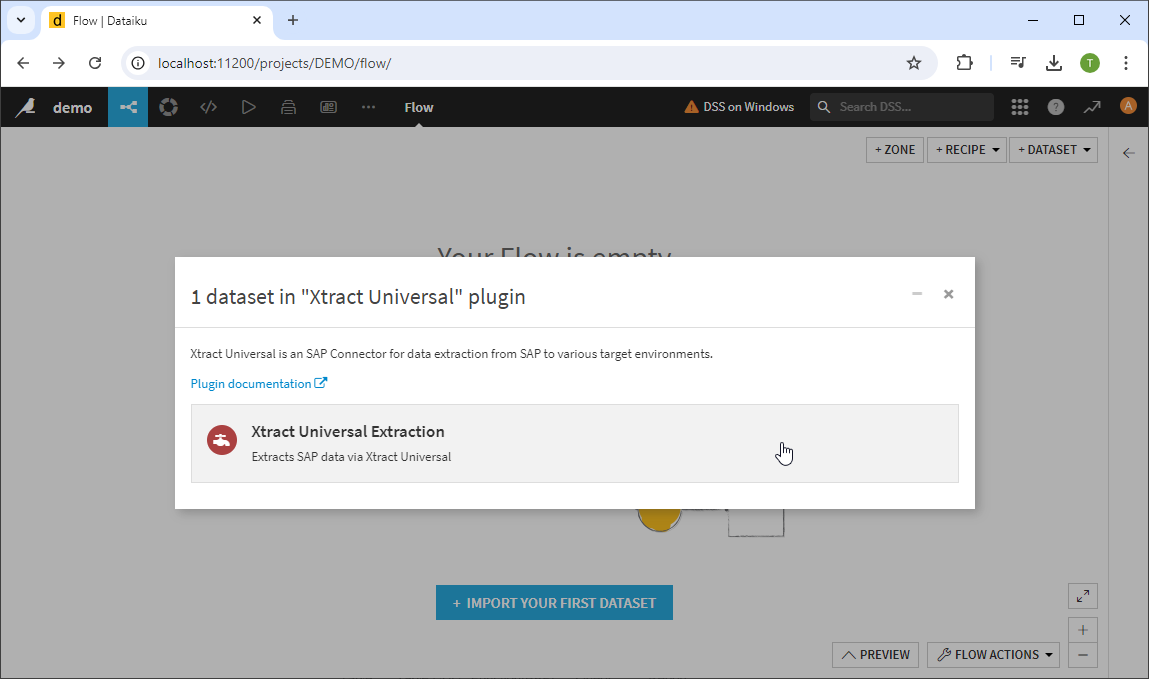 Flow | Dataiku
localhost:11200/projects/DEMO/flow/
T
demo
Flow
DSS on Windows
Search DSS...
?
A
+ ZONE
+ RECIPE
+ DATASET
Your Flow is empty
1 dataset in "Xtract Universal" plugin
Xtract Universal is an SAP Connector for data extraction from SAP to various target environments.
Plugin documentation
Xtract Universal Extraction
Extracts SAP data via Xtract Universal
+ IMPORT YOUR FIRST DATASET
PREVIEW
FLOW ACTIONS